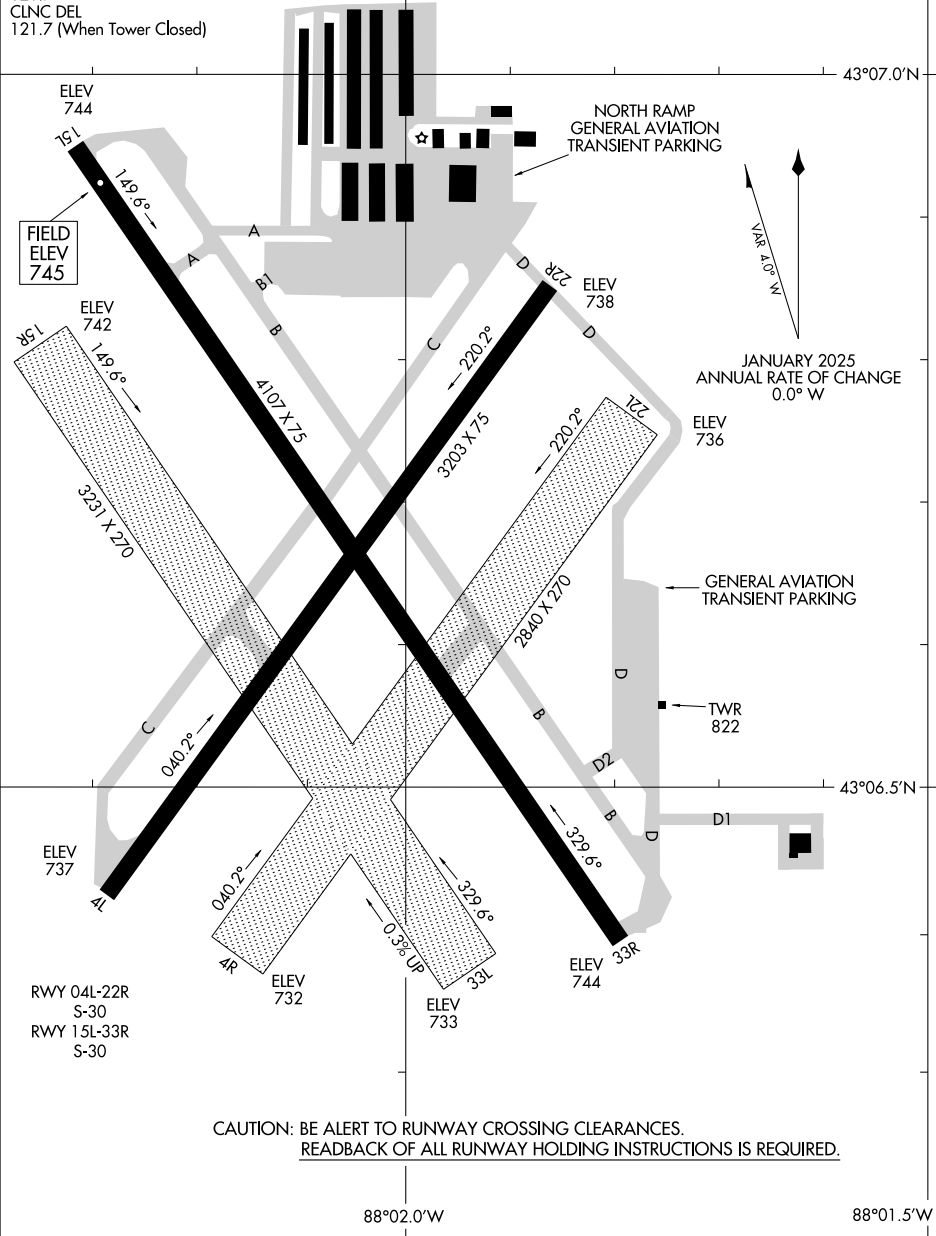 CLNC DEL
121.7 (When Tower Closed)
43°07.0'N
ELEV
744
15L
NORTH RAMP
GENERAL AVIATION
TRANSIENT PARKING
149.6°
VAR 4.0° W
A
FIELD
ELEV
745
A
D
22R
ELEV
738
B1
ELEV
742
15R
B
D
C
149.6°
220.2°
JANUARY 2025
ANNUAL RATE OF CHANGE
0.0° W
4107 X 75
22L
ELEV
736
220.2°
3203 X 75
3231 X 270
GENERAL AVIATION
TRANSIENT PARKING
2840 X 270
D
TWR
822
B
C
040.2°
D2
43°06.5'N
B
D1
D
329.6°
ELEV
737
4L
040.2°
329.6°
0.3% UP
4R
33R
ELEV
744
33L
ELEV
732
ELEV
733
RWY 04L-22R
S-30
RWY 15L-33R
S-30
CAUTION: BE ALERT TO RUNWAY CROSSING CLEARANCES.
READBACK OF ALL RUNWAY HOLDING INSTRUCTIONS IS REQUIRED.
88°02.0'W
88°01.5'W